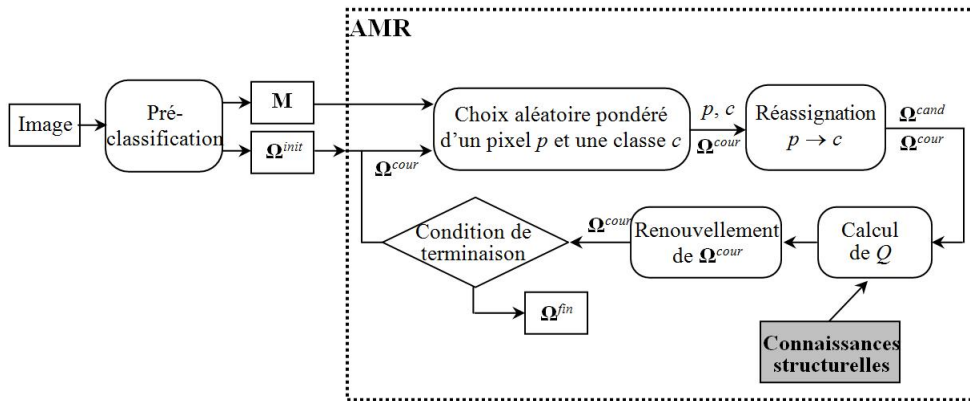 AMR
Image
Pré-
classification
M
Ω^init
Ω^cour
Choix aléatoire pondéré
d'un pixel p et une classe c
p, c
Ω^cour
Réassignation
p → c
Ω^cand
Ω^cour
Calcul
de Q
Connaissances
structurelles
Renouvellement
de Ω^cour
Ω^cour
Condition de
terminaison
Ω^fin